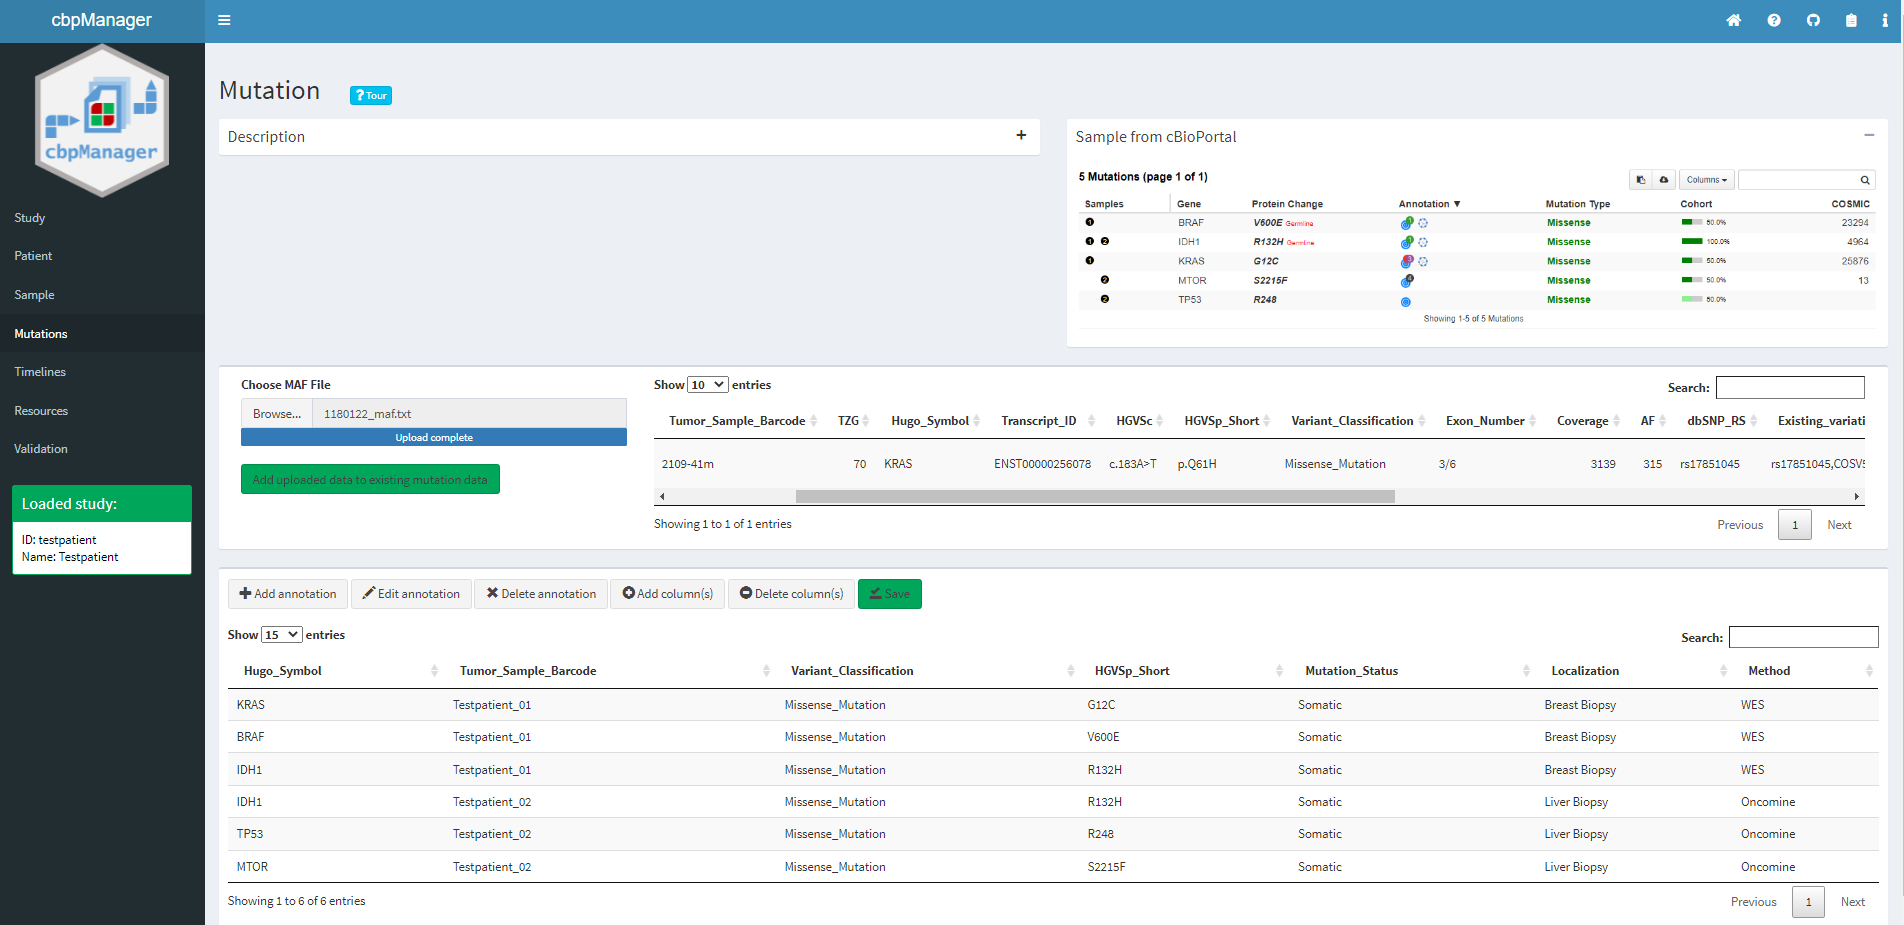 cbpManager
cbpManager
Study
Patient
Sample
Mutations
Timelines
Resources
Validation
Loaded study:
ID: testpatient
Name: Testpatient
Mutation
? Tour
Description
Sample from cBioPortal
5 Mutations (page 1 of 1)
Columns
Samples Gene Protein Change Annotation ▼ Mutation Type Cohort COSMIC
1 BRAF V600E Germline 1 Missense 50.0% 23294
1 2 IDH1 R132H Germline 1 Missense 100.0% 4964
1 KRAS G12C 3 Missense 50.0% 25876
2 MTOR S2215F 4 Missense 50.0% 13
2 TP53 R248 Missense 50.0%
Showing 1-5 of 5 Mutations
Choose MAF File
Browse... 1180122_maf.txt
Upload complete
Add uploaded data to existing mutation data
Show 10 entries
Search:
Tumor_Sample_Barcode TZG Hugo_Symbol Transcript_ID HGVSc HGVSp_Short Variant_Classification Exon_Number Coverage AF dbSNP_RS Existing_variati
2109-41m 70 KRAS ENST00000256078 c.183A>T p.Q61H Missense_Mutation 3/6 3139 315 rs17851045 rs17851045,COSV5
Showing 1 to 1 of 1 entries
Previous 1 Next
Add annotation Edit annotation Delete annotation Add column(s) Delete column(s) Save
Show 15 entries
Search:
Hugo_Symbol Tumor_Sample_Barcode Variant_Classification HGVSp_Short Mutation_Status Localization Method
KRAS Testpatient_01 Missense_Mutation G12C Somatic Breast Biopsy WES
BRAF Testpatient_01 Missense_Mutation V600E Somatic Breast Biopsy WES
IDH1 Testpatient_01 Missense_Mutation R132H Somatic Breast Biopsy WES
IDH1 Testpatient_02 Missense_Mutation R132H Somatic Liver Biopsy Oncomine
TP53 Testpatient_02 Missense_Mutation R248 Somatic Liver Biopsy Oncomine
MTOR Testpatient_02 Missense_Mutation S2215F Somatic Liver Biopsy Oncomine
Showing 1 to 6 of 6 entries
Previous 1 Next